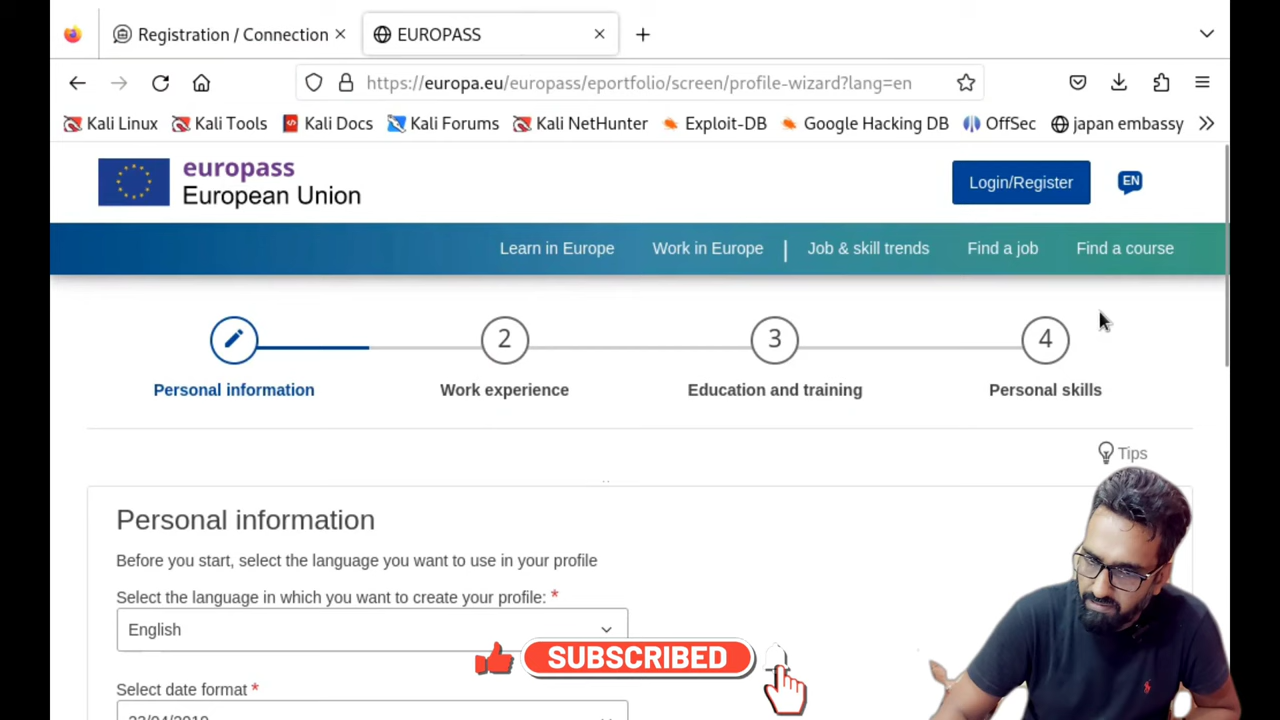 Registration / Connection
EUROPASS
https://europa.eu/europass/eportfolio/screen/profile-wizard?lang=en
Kali Linux Kali Tools Kali Docs Kali Forums Kali NetHunter Exploit-DB Google Hacking DB OffSec japan embassy
europass
European Union
Login/Register
EN
Learn in Europe Work in Europe | Job & skill trends Find a job Find a course
2 3 4
Personal information Work experience Education and training Personal skills
Tips
Personal information
Before you start, select the language you want to use in your profile
Select the language in which you want to create your profile: *
English
SUBSCRIBED
Select date format *